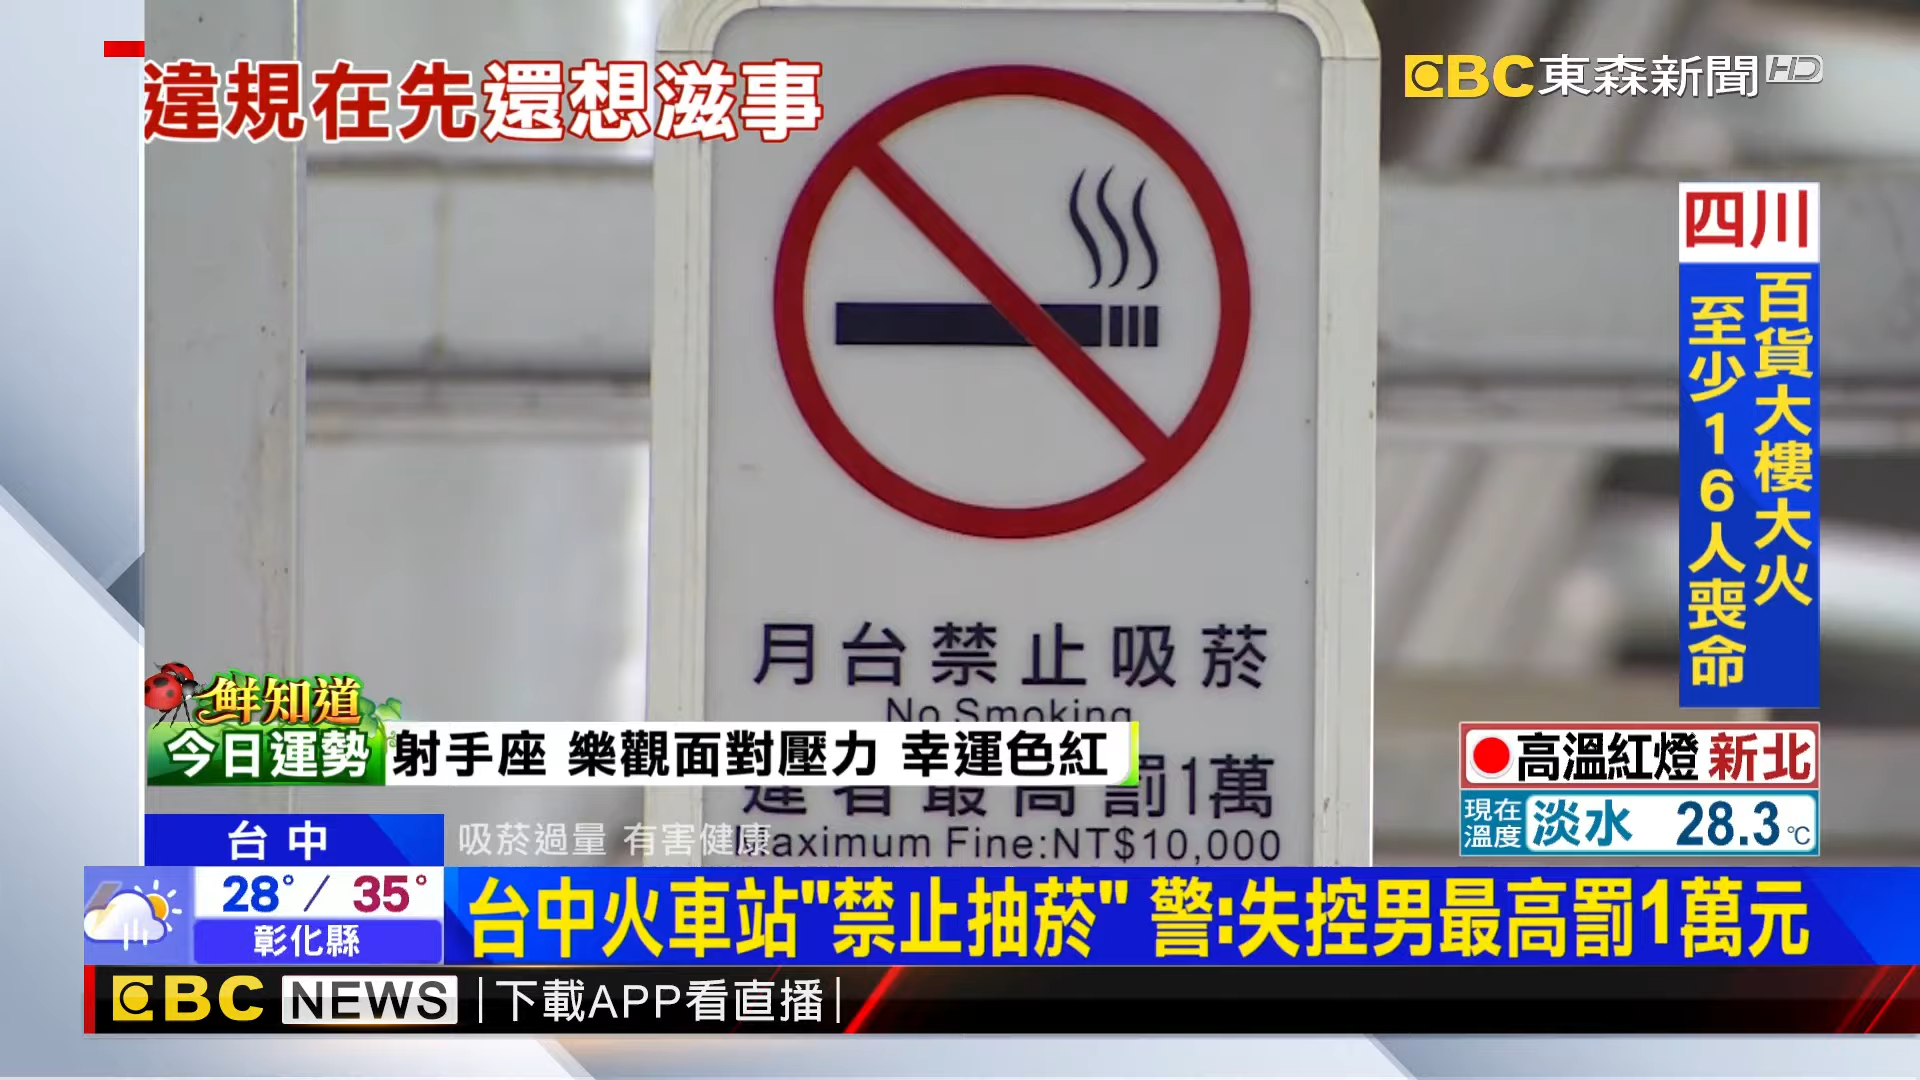 違規在先還想滋事
EBC東森新聞HD
四川
百貨大樓大火
至少16人喪命
月台禁止吸菸
No Smoking
鮮知道
今日運勢
射手座 樂觀面對壓力 幸運色紅
違者最高罰1萬
Maximum Fine:NT$10,000
高溫紅燈 新北
現在溫度 淡水 28.3℃
台中
吸菸過量 有害健康
28°/ 35°
彰化縣
台中火車站"禁止抽菸" 警:失控男最高罰1萬元
EBC NEWS |下載APP看直播|